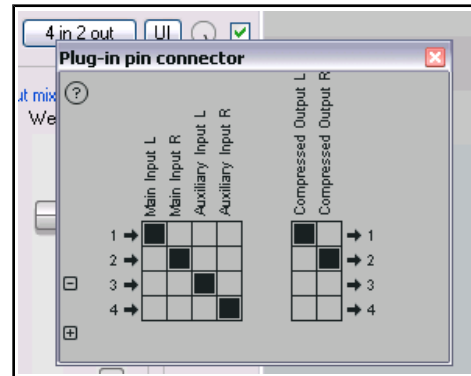 4 in 2 out UI
Plug-in pin connector
ut mix
We
?
Main Input L
Main Input R
Auxiliary Input L
Auxiliary Input R
Compressed Output L
Compressed Output R
1 → → 1
2 → → 2
3 → → 3
4 → → 4